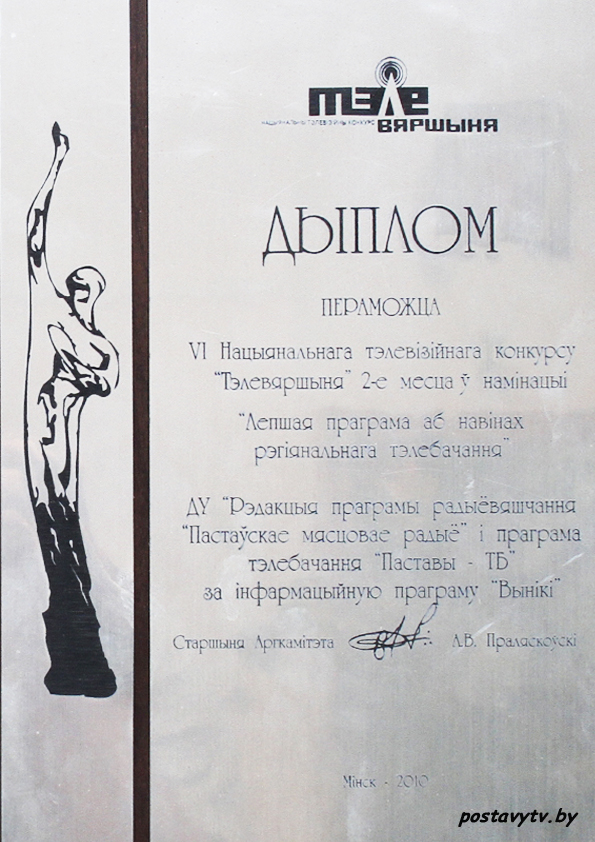 ТЭЛЕ
НАЦЫЯНАЛЬНЫ ТЭЛЕВІЗІЙНЫ КОНКУРС
ВЯРШЫНЯ
ДЫПЛОМ
ПЕРАМОЖЦА
VI Нацыянальнага тэлевізійнага конкурсу
"Тэлевяршыня" 2-е месца ў намінацыі
"Лепшая праграма аб навінах
рэгіянальнага тэлебачання"
ДУ "Рэдакцыя праграмы радыёвяшчання
"Пастаўскае мясцовае радыё" і праграма
тэлебачання "Паставы - ТБ"
за інфармацыйную праграму "Вынікі"
Старшыня Аргкамітэта Л.В. Праляскоўскі
Мінск - 2010
postavytv.by